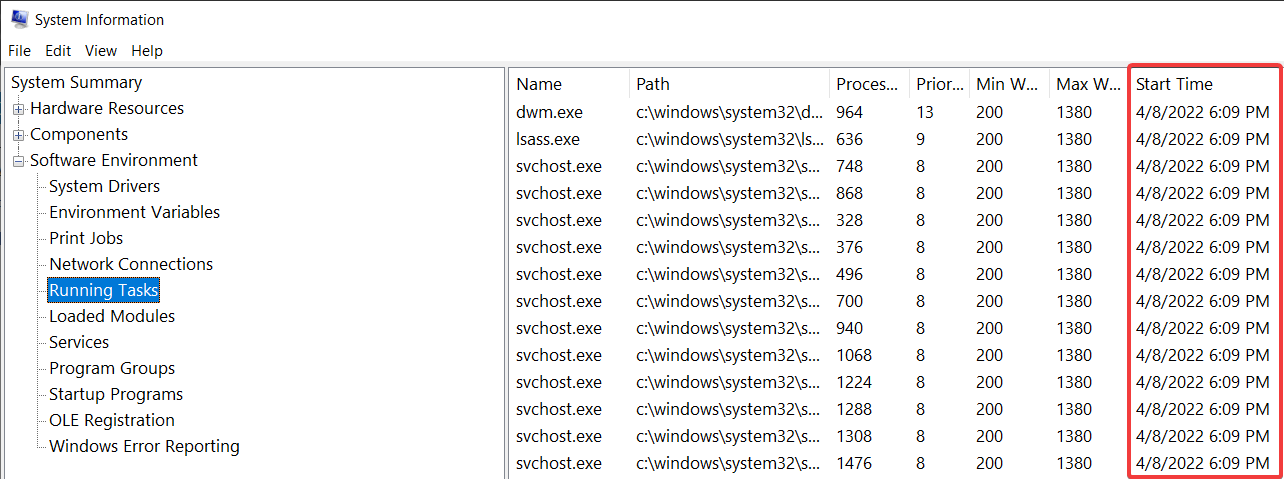 System Information
File Edit View Help
System Summary
Hardware Resources
Components
Software Environment
System Drivers
Environment Variables
Print Jobs
Network Connections
Running Tasks
Loaded Modules
Services
Program Groups
Startup Programs
OLE Registration
Windows Error Reporting
Name Path Proces... Prior... Min W... Max W... Start Time
dwm.exe c:\windows\system32\d... 964 13 200 1380 4/8/2022 6:09 PM
lsass.exe c:\windows\system32\ls... 636 9 200 1380 4/8/2022 6:09 PM
svchost.exe c:\windows\system32\s... 748 8 200 1380 4/8/2022 6:09 PM
svchost.exe c:\windows\system32\s... 868 8 200 1380 4/8/2022 6:09 PM
svchost.exe c:\windows\system32\s... 328 8 200 1380 4/8/2022 6:09 PM
svchost.exe c:\windows\system32\s... 376 8 200 1380 4/8/2022 6:09 PM
svchost.exe c:\windows\system32\s... 496 8 200 1380 4/8/2022 6:09 PM
svchost.exe c:\windows\system32\s... 700 8 200 1380 4/8/2022 6:09 PM
svchost.exe c:\windows\system32\s... 940 8 200 1380 4/8/2022 6:09 PM
svchost.exe c:\windows\system32\s... 1068 8 200 1380 4/8/2022 6:09 PM
svchost.exe c:\windows\system32\s... 1224 8 200 1380 4/8/2022 6:09 PM
svchost.exe c:\windows\system32\s... 1288 8 200 1380 4/8/2022 6:09 PM
svchost.exe c:\windows\system32\s... 1308 8 200 1380 4/8/2022 6:09 PM
svchost.exe c:\windows\system32\s... 1476 8 200 1380 4/8/2022 6:09 PM